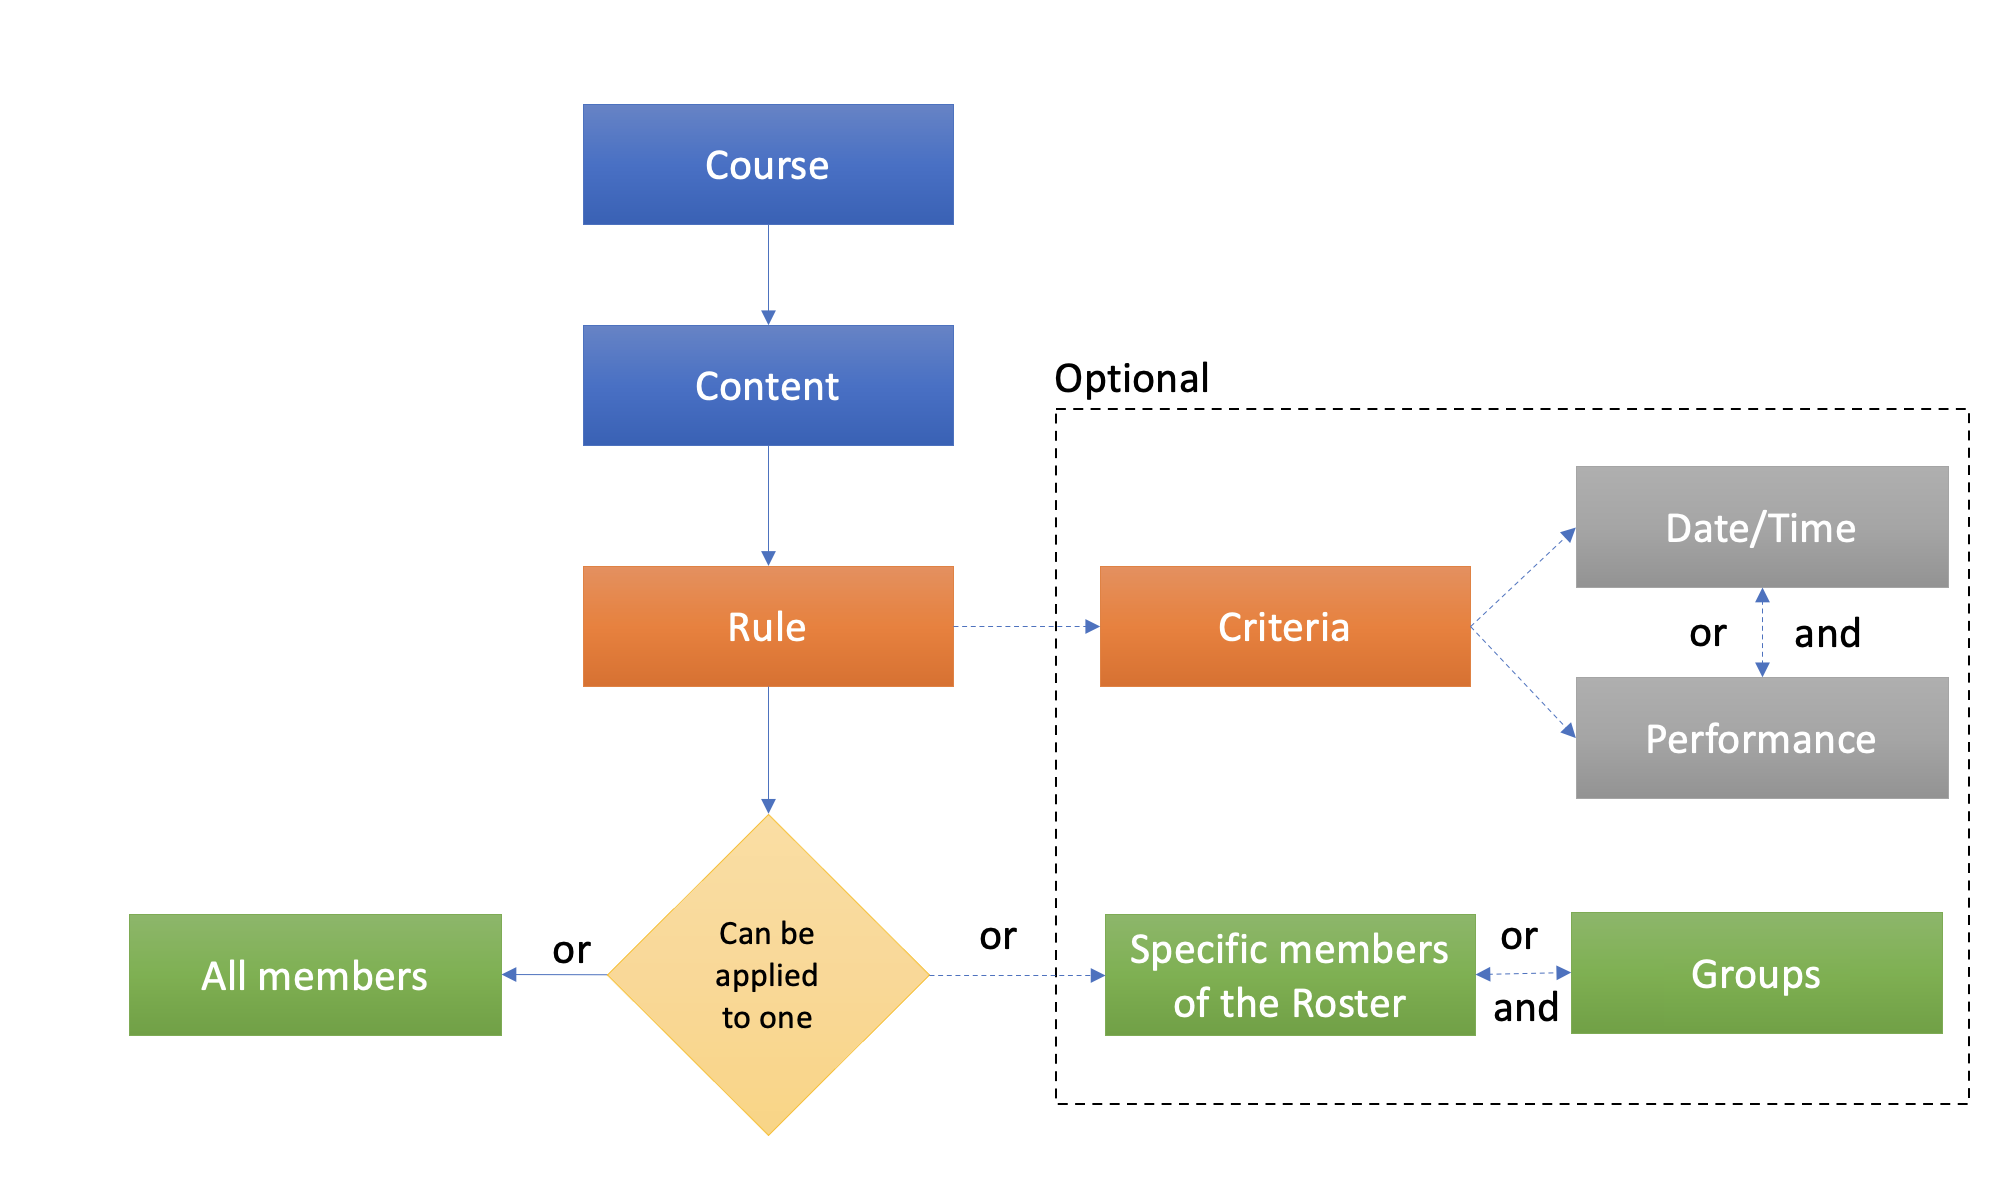 Course
Content
Optional
Date/Time
Rule
Criteria
or
and
Performance
Can be
applied
to one
All members
or
or
Specific members
of the Roster
or
and
Groups